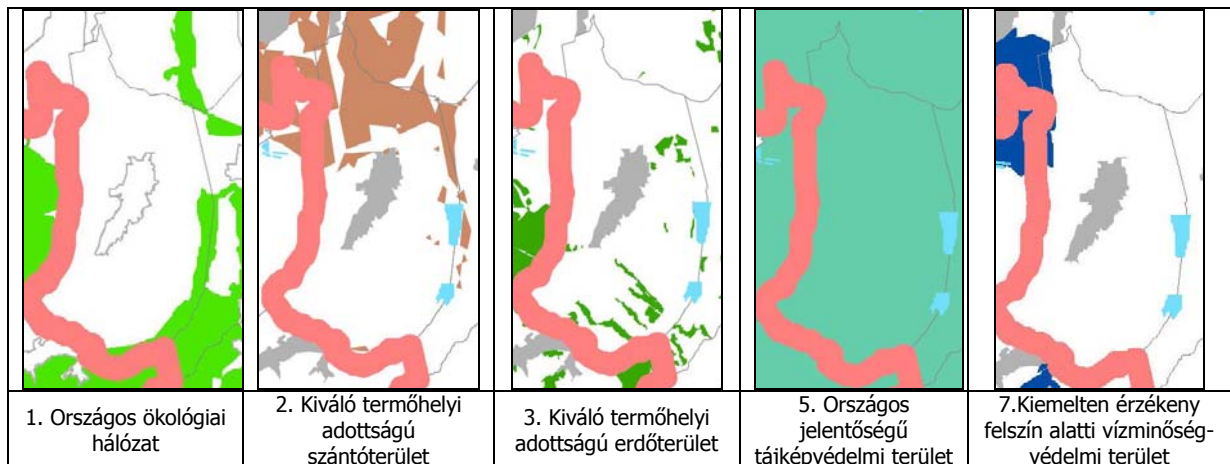 1. Országos ökológiai
hálózat
2. Kiváló termőhelyi
adottságú
szántóterület
3. Kiváló termőhelyi
adottságú erdőterület
5. Országos
jelentőségű
tájképvédelmi terület
7.Kiemelten érzékeny
felszín alatti vízminőség-
védelmi terület